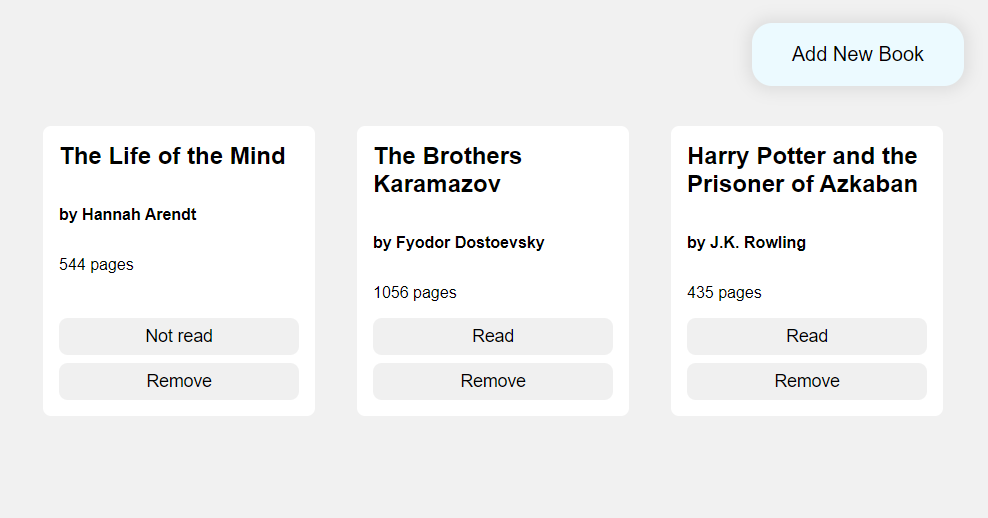 Add New Book
The Life of the Mind
by Hannah Arendt
544 pages
Not read
Remove
The Brothers
Karamazov
by Fyodor Dostoevsky
1056 pages
Read
Remove
Harry Potter and the
Prisoner of Azkaban
by J.K. Rowling
435 pages
Read
Remove